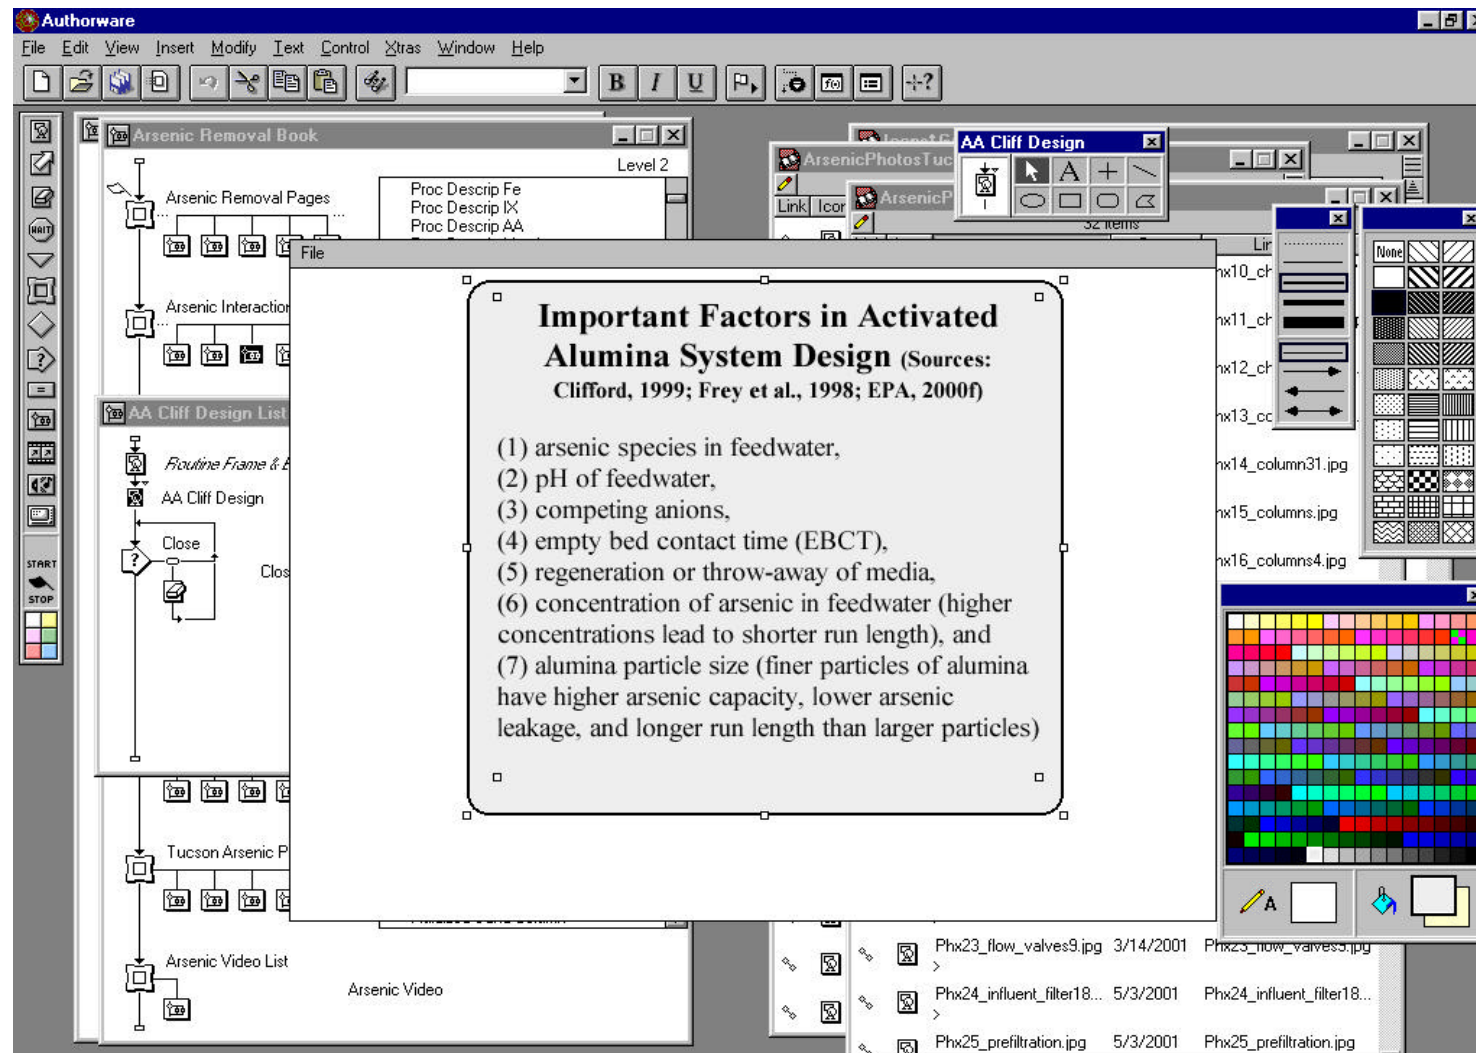 Authorware
File Edit View Insert Modify Text Control Xtras Window Help
B I U
Arsenic Removal Book
Level 2
Arsenic Removal Pages
Proc Descrip Fe
Proc Descrip IX
Proc Descrip AA
Arsenic Interaction
WAIT
START
STOP
AA Cliff Design List
Routine Frame &
AA Cliff Design
Close
Clos
Tucson Arsenic P
Arsenic Video List
Arsenic Video
ArsenicPhotosTuc
Link Icor
ArsenicP
32 items
AA Cliff Design
A
File
Important Factors in Activated
Alumina System Design (Sources:
Clifford, 1999; Frey et al., 1998; EPA, 2000f)
(1) arsenic species in feedwater,
(2) pH of feedwater,
(3) competing anions,
(4) empty bed contact time (EBCT),
(5) regeneration or throw-away of media,
(6) concentration of arsenic in feedwater (higher
concentrations lead to shorter run length), and
(7) alumina particle size (finer particles of alumina
have higher arsenic capacity, lower arsenic
leakage, and longer run length than larger particles)
Lir
hx10_ch
hx11_ch
hx12_ch
hx13_cc
hx14_column31.jpg
hx15_columns.jpg
hx16_columns4.jpg
None
A
Phx23_flow_valves9.jpg 3/14/2001 Phx23_flow_valves9.jpg
>
Phx24_influent_filter18... 5/3/2001 Phx24_influent_filter18...
>
Phx25_prefiltration.jpg 5/3/2001 Phx25_prefiltration.jpg